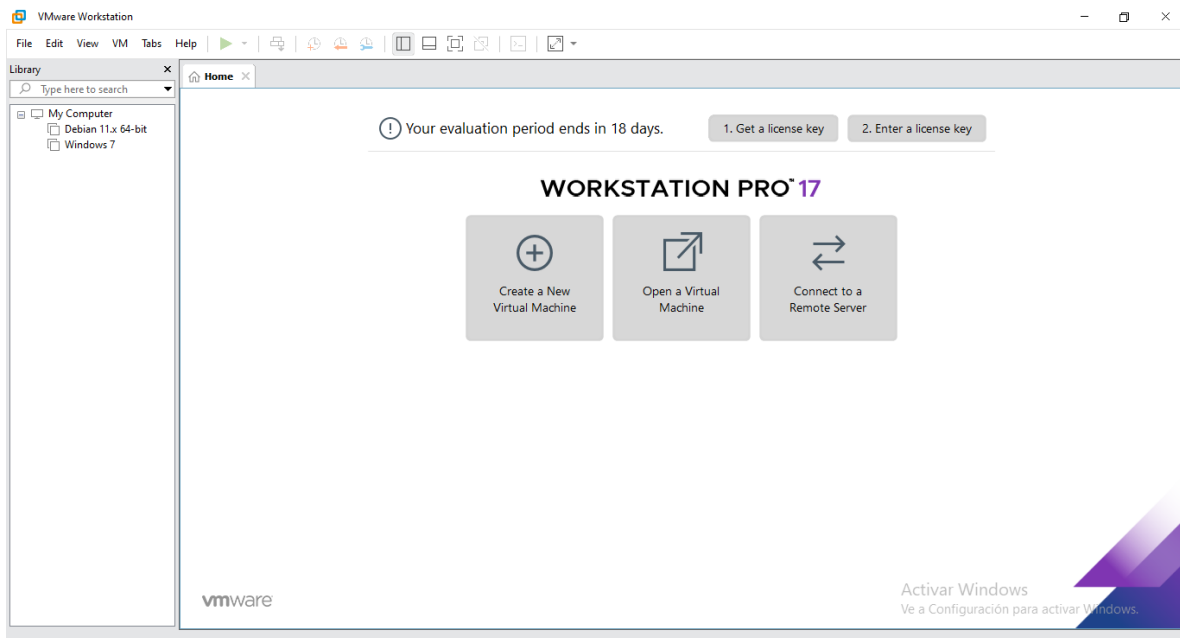 VMware Workstation
File Edit View VM Tabs Help
Library
Type here to search
My Computer
Debian 11.x 64-bit
Windows 7
Home
Your evaluation period ends in 18 days.
1. Get a license key
2. Enter a license key
WORKSTATION PRO™ 17
Create a New
Virtual Machine
Open a Virtual
Machine
Connect to a
Remote Server
vmware
Activar Windows
Ve a Configuración para activar Windows.